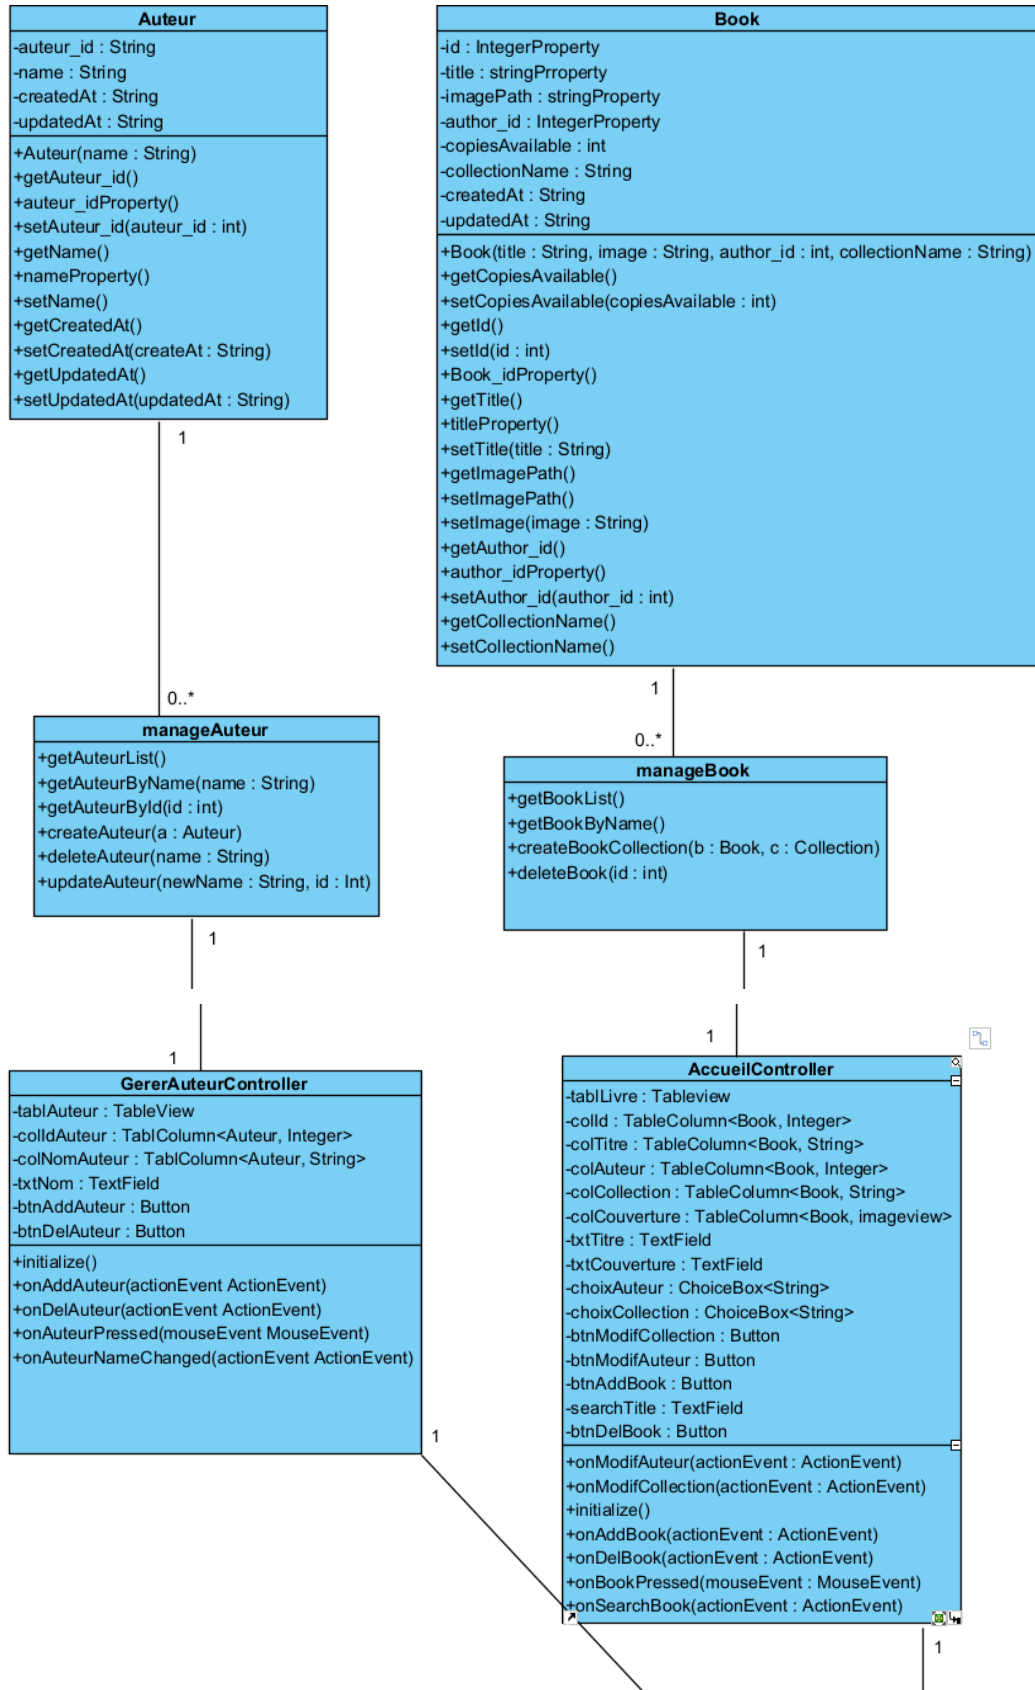 Auteur
-auteur_id : String
-name : String
-createdAt : String
-updatedAt : String
+Auteur(name : String)
+getAuteur_id()
+auteur_idProperty()
+setAuteur_id(auteur_id : int)
+getName()
+nameProperty()
+setName()
+getCreatedAt()
+setCreatedAt(createAt : String)
+getUpdatedAt()
+setUpdatedAt(updatedAt : String)
1
0..*
Book
-id : IntegerProperty
-title : stringPrroperty
-imagePath : stringProperty
-author_id : IntegerProperty
-copiesAvailable : int
-collectionName : String
-createdAt : String
-updatedAt : String
+Book(title : String, image : String, author_id : int, collectionName : String)
+getCopiesAvailable()
+setCopiesAvailable(copiesAvailable : int)
+getId()
+setId(id : int)
+Book_idProperty()
+getTitle()
+titleProperty()
+setTitle(title : String)
+getImagePath()
+setImagePath()
+setImage(image : String)
+getAuthor_id()
+author_idProperty()
+setAuthor_id(author_id : int)
+getCollectionName()
+setCollectionName()
1
0..*
manageAuteur
+getAuteurList()
+getAuteurByName(name : String)
+getAuteurById(id : int)
+createAuteur(a : Auteur)
+deleteAuteur(name : String)
+updateAuteur(newName : String, id : Int)
1
manageBook
+getBookList()
+getBookByName()
+createBookCollection(b : Book, c : Collection)
+deleteBook(id : int)
1
1
GererAuteurController
-tablAuteur : TableView
-colIdAuteur : TablColumn<Auteur, Integer>
-colNomAuteur : TablColumn<Auteur, String>
-txtNom : TextField
-btnAddAuteur : Button
-btnDelAuteur : Button
+initialize()
+onAddAuteur(actionEvent ActionEvent)
+onDelAuteur(actionEvent ActionEvent)
+onAuteurPressed(mouseEvent MouseEvent)
+onAuteurNameChanged(actionEvent ActionEvent)
1
1
AccueilController
-tablLivre : Tableview
-colId : TableColumn<Book, Integer>
-colTitre : TableColumn<Book, String>
-colAuteur : TableColumn<Book, Integer>
-colCollection : TableColumn<Book, String>
-colCouverture : TableColumn<Book, imageview>
-txtTitre : TextField
-txtCouverture : TextField
-choixAuteur : ChoiceBox<String>
-choixCollection : ChoiceBox<String>
-btnModifCollection : Button
-btnModifAuteur : Button
-btnAddBook : Button
-searchTitle : TextField
-btnDelBook : Button
+onModifAuteur(actionEvent : ActionEvent)
+onModifCollection(actionEvent : ActionEvent)
+initialize()
+onAddBook(actionEvent : ActionEvent)
+onDelBook(actionEvent : ActionEvent)
+onBookPressed(mouseEvent : MouseEvent)
+onSearchBook(actionEvent : ActionEvent)
1